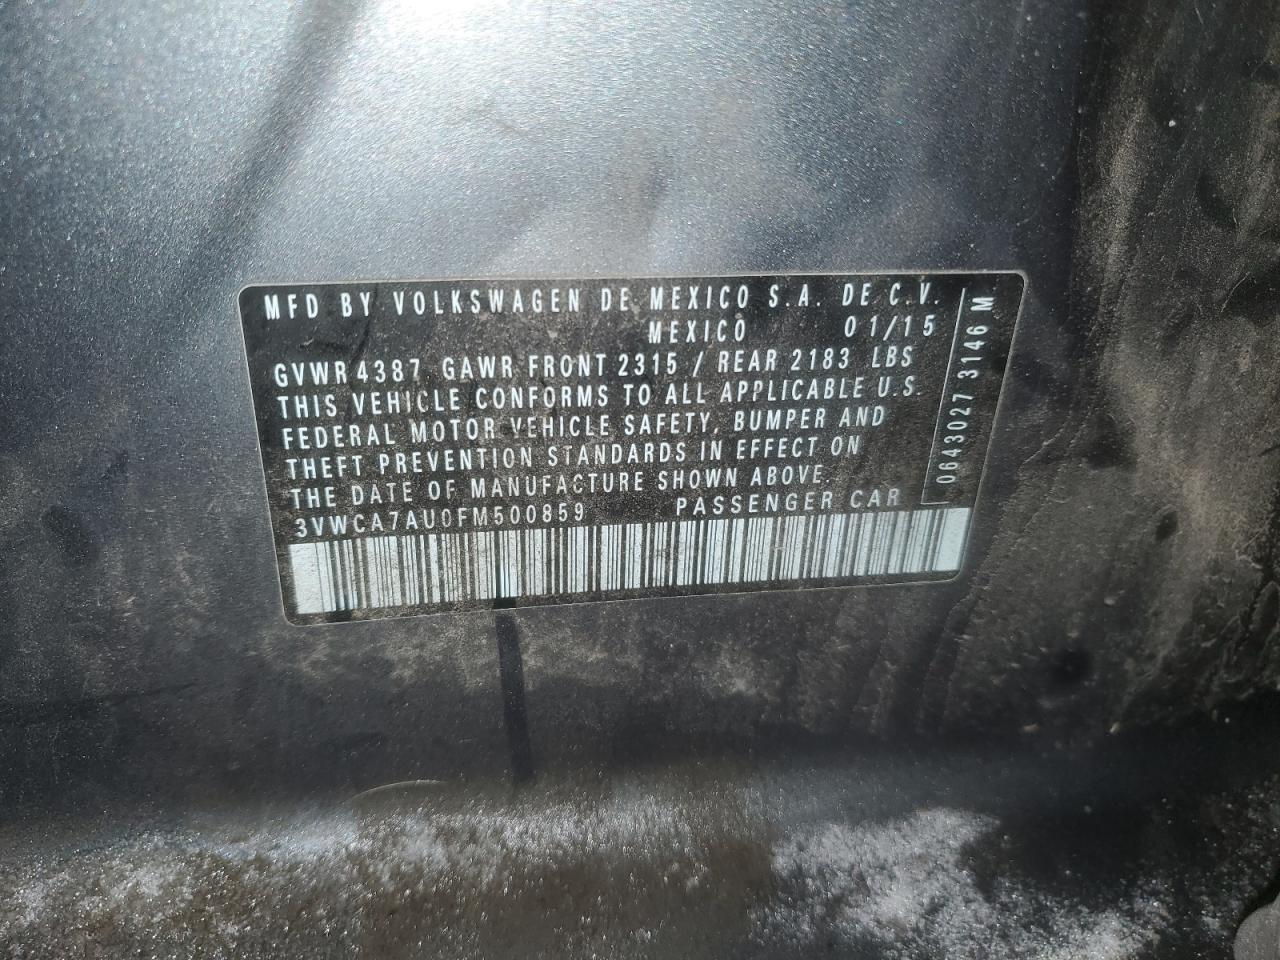 MFD BY VOLKSWAGEN DE MEXICO S.A. DE C.V.
MEXICO 01/15
GVWR 4387 GAWR FRONT 2315 / REAR 2183 LBS
THIS VEHICLE CONFORMS TO ALL APPLICABLE U.S.
FEDERAL MOTOR VEHICLE SAFETY, BUMPER AND
THEFT PREVENTION STANDARDS IN EFFECT ON
THE DATE OF MANUFACTURE SHOWN ABOVE.
3VWCA7AU0FM500859 PASSENGER CAR
0643027 3146 M